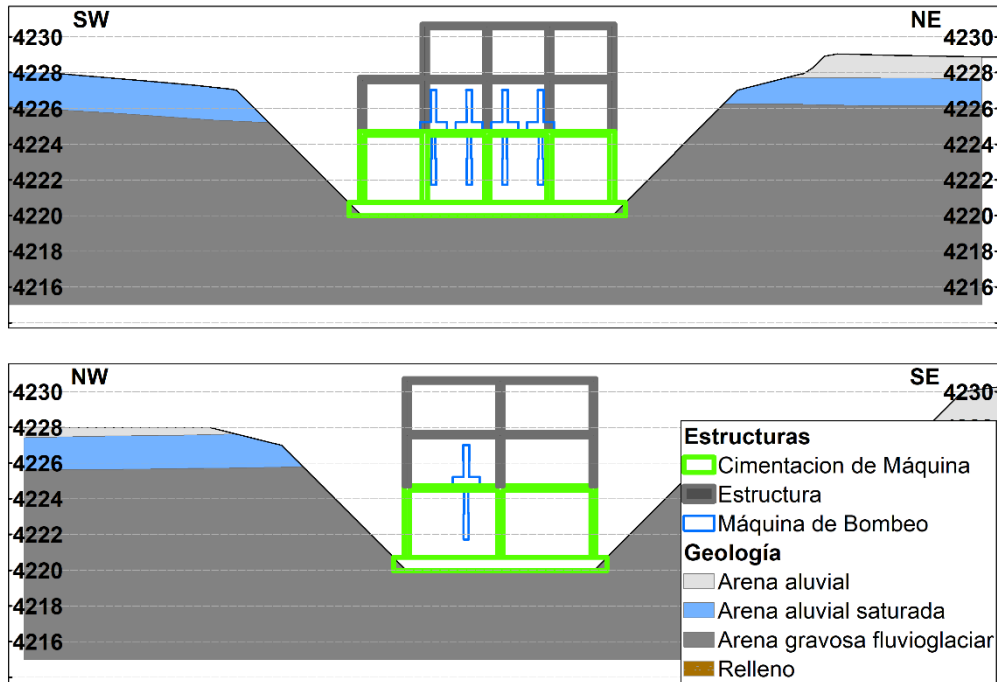 SW NE
4230 4230
4228 4228
4226 4226
4224 4224
4222 4222
4220 4220
4218 4218
4216 4216
NW SE
4230 4230
4228
4226
4224
4222
4220
4218
4216
Estructuras
Cimentacion de Máquina
Estructura
Máquina de Bombeo
Geología
Arena aluvial
Arena aluvial saturada
Arena gravosa fluvioglaciar
Relleno